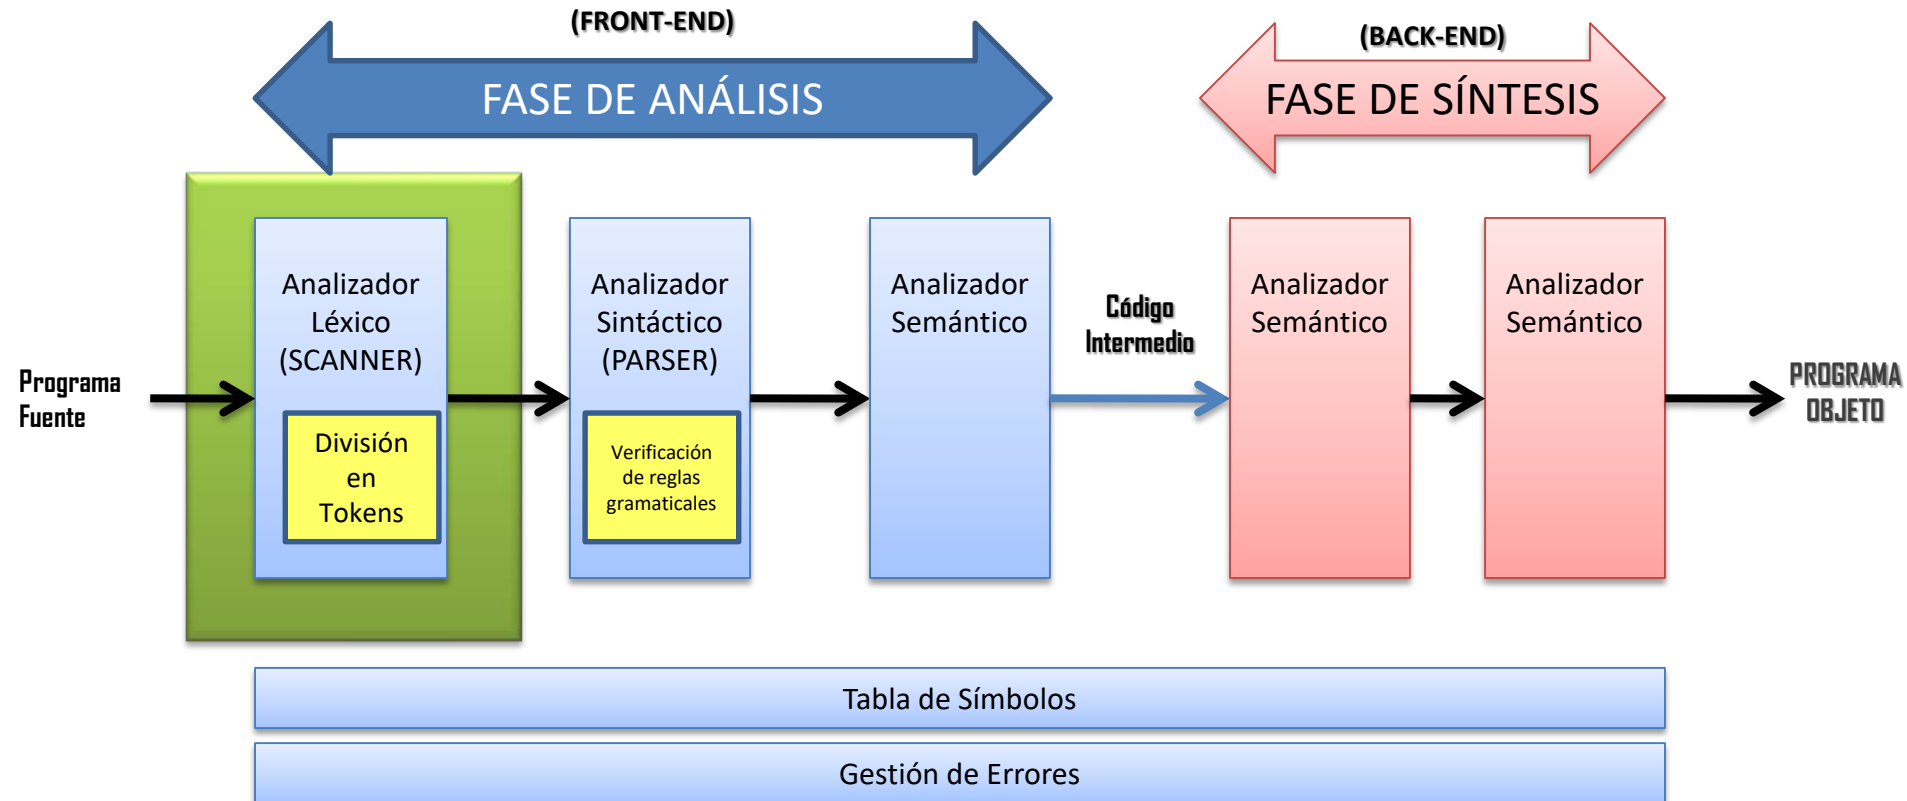 (FRONT-END)
(BACK-END)
FASE DE ANÁLISIS
FASE DE SÍNTESIS
Programa
Fuente
Analizador
Léxico
(SCANNER)
División
en
Tokens
Analizador
Sintáctico
(PARSER)
Verificación
de reglas
gramaticales
Analizador
Semántico
Código
Intermedio
Analizador
Semántico
Analizador
Semántico
PROGRAMA
OBJETO
Tabla de Símbolos
Gestión de Errores